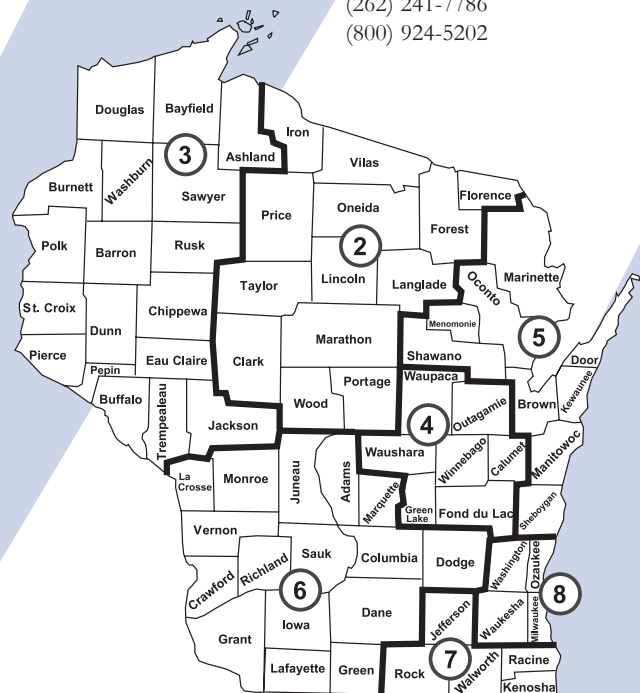 (262) 241-7786
(800) 924-5202
Douglas
Bayfield
Iron
3
Ashland
Vilas
Washburn
Burnett
Sawyer
Florence
Price
Oneida
Forest
Polk
Barron
Rusk
2
Lincoln
Langlade
Oconto
Marinette
Taylor
St. Croix
Chippewa
Menomonie
5
Dunn
Marathon
Pierce
Eau Claire
Clark
Shawano
Door
Pepin
Waupaca
Buffalo
Trempealeau
Wood
Portage
Outagamie
Brown
Kewaunee
Jackson
4
Waushara
Winnebago
Calumet
Manitowoc
La
Crosse
Monroe
Juneau
Adams
Marquette
Green
Lake
Fond du Lac
Sheboygan
Vernon
Sauk
Columbia
Dodge
Washington
Ozaukee
Crawford
Richland
6
8
Iowa
Dane
Jefferson
Waukesha
Milwaukee
Grant
Lafayette
Green
Rock
7
Walworth
Racine
Kenosha